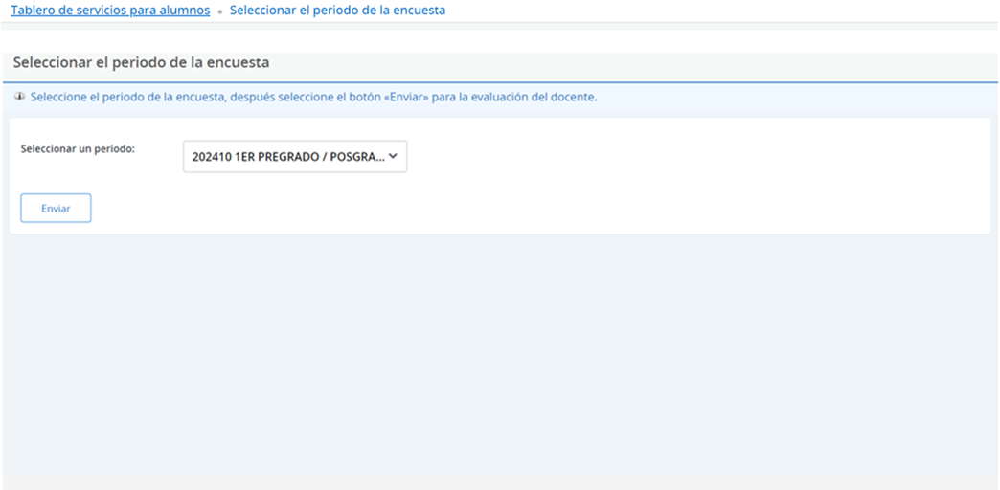 Tablero de servicios para alumnos • Seleccionar el periodo de la encuesta
Seleccionar el periodo de la encuesta
Seleccione el periodo de la encuesta, después seleccione el botón «Enviar» para la evaluación del docente.
Seleccionar un periodo:
202410 1ER PREGRADO / POSGRA...
Enviar